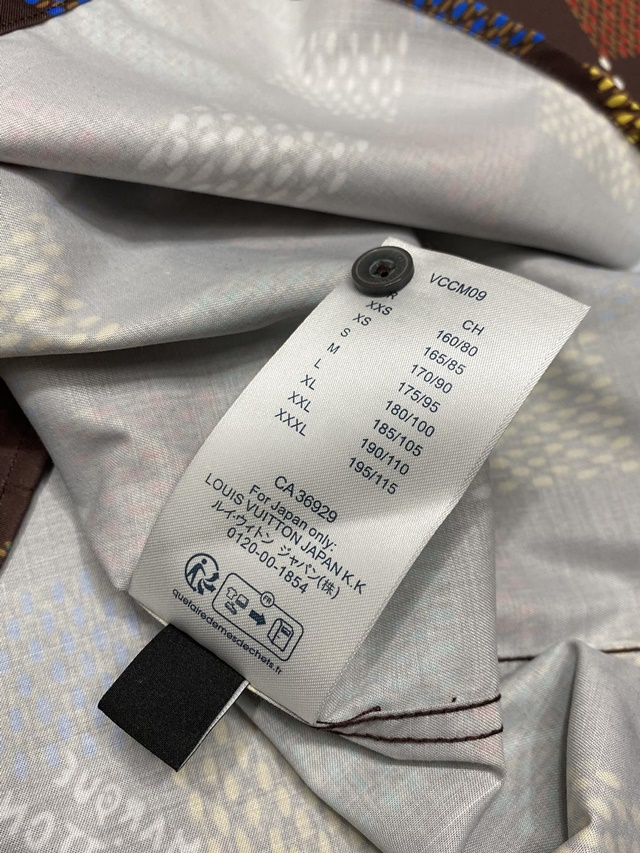 VCCM09
CH
XXS 160/80
XS 165/85
S 170/90
M 175/95
L 180/100
XL 185/105
XXL 190/110
XXXL 195/115
CA 36929
For Japan only:
LOUIS VUITTON JAPAN K.K
ルイ・ヴィトン ジャパン(株)
0120-00-1854
FR
quefairedemesdechets.fr